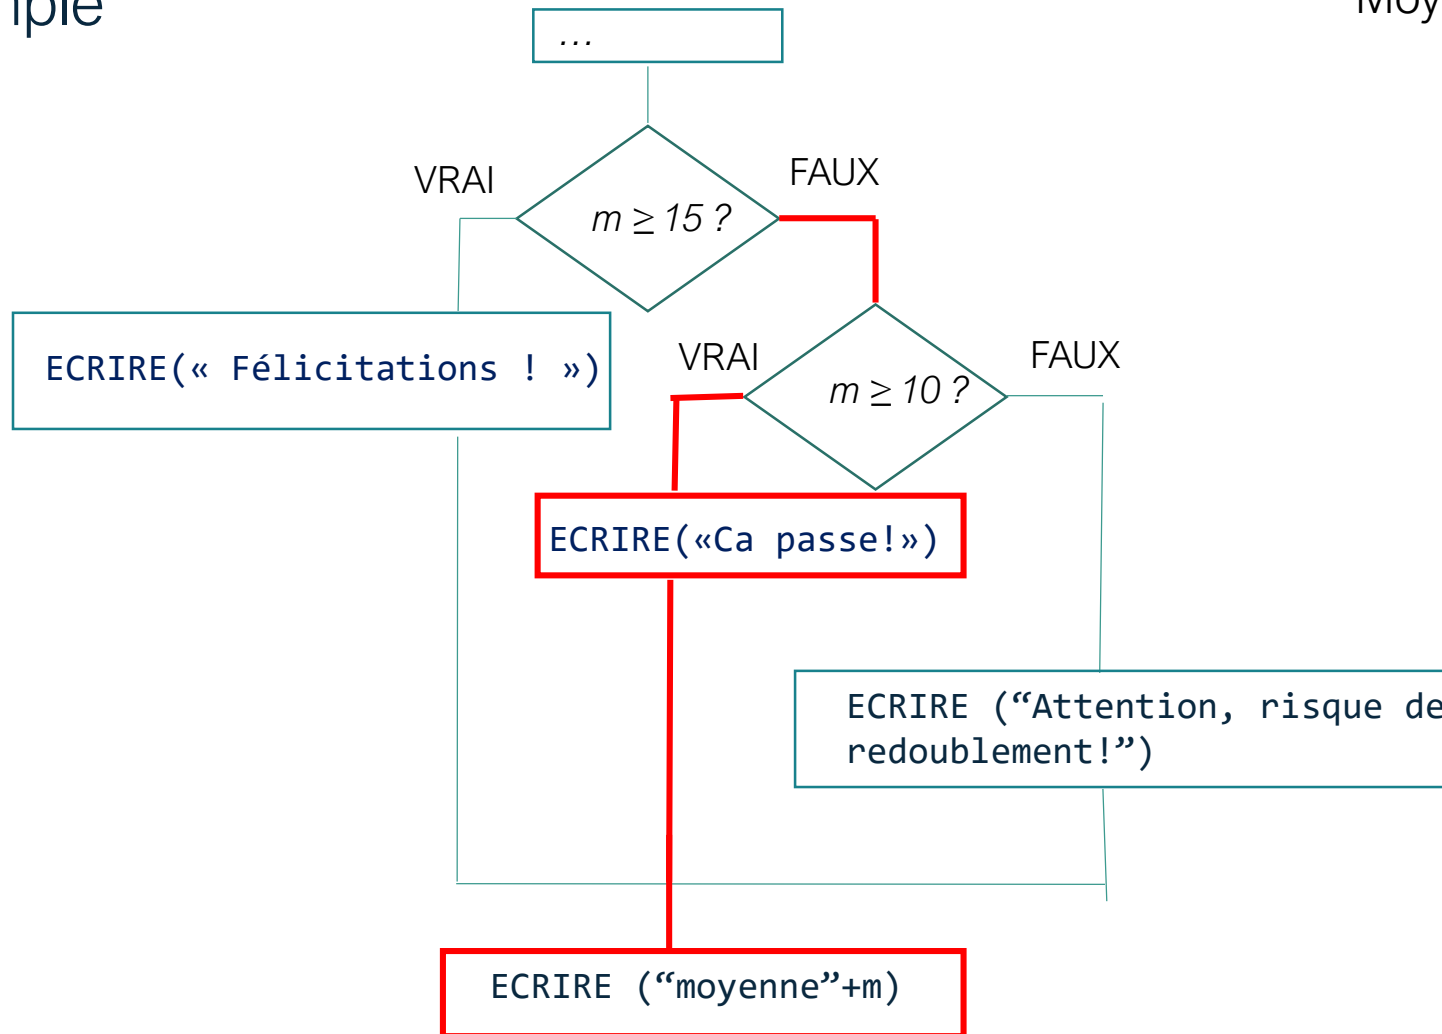 ...
VRAI
FAUX
m ≥ 15 ?
ECRIRE(« Félicitations ! »)
VRAI
FAUX
m ≥ 10 ?
ECRIRE(«Ca passe!»)
ECRIRE (“Attention, risque de
redoublement!”)
ECRIRE (“moyenne”+m)